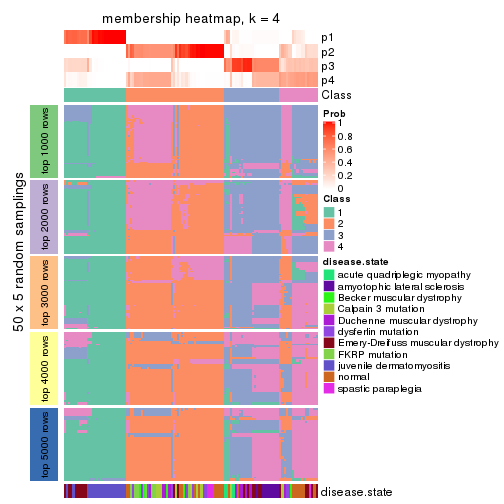 membership heatmap, k = 4
p1
p2
p3
p4
Class
50 x 5 random samplings
top 1000 rows
top 2000 rows
top 3000 rows
top 4000 rows
top 5000 rows
disease.state
Prob
1
0.8
0.6
0.4
0.2
0
Class
1
2
3
4
disease.state
acute quadriplegic myopathy
amyotophic lateral sclerosis
Becker muscular dystrophy
Calpain 3 mutation
Duchenne muscular dystrophy
dysferlin mutation
Emery-Dreifuss muscular dystrophy
FKRP mutation
juvenile dermatomyositis
normal
spastic paraplegia